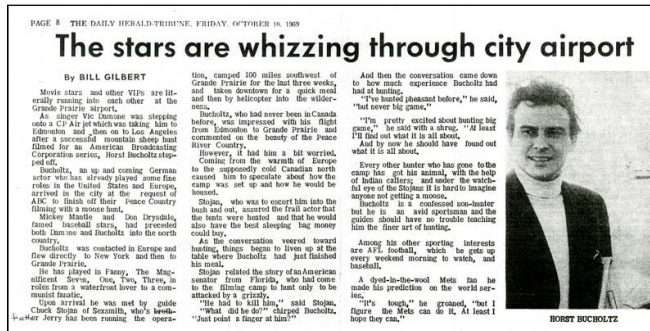 PAGE 8 THE DAILY HERALD-TRIBUNE, FRIDAY, OCTOBER 10, 1969
The stars are whizzing through city airport
By BILL GILBERT
Movie stars and other VIPs are lit-
erally running into each other at the
Grande Prairie airport.
As singer Vic Damone was stepping
onto a CP Air jet which was taking him to
Edmonton and then on to Los Angeles
after a successful mountain sheep hunt
filmed for an American Broadcasting
Corporation series, Horst Bucholtz step-
ped off.
Bucholtz, an up and coming German
actor who has already played some fine
roles in the United States and Europe,
arrived in the city at the request of
ABC to finish off their Peace Country
filming with a moose hunt.
Mickey Mantle and Don Drysdale,
famed baseball stars, had preceded
both Damone and Bucholtz into the north
country.
Bucholtz was contacted in Europe and
flew directly to New York and then to
Grande Prairie.
He has played in Fanny, The Mag-
nificent Seven, One, Two, Three, in
roles from a waterfront lover to a com-
munist fanatic.
Upon arrival he was met by guide
Chuck Stojan of Sexsmith, who's broth-
father Jerry has been running the opera-
tion, camped 100 miles southwest of
Grande Prairie for the last three weeks,
and taken downtown for a quick meal
and then by helicopter into the wilder-
ness.
Bucholtz, who had never been in Canada
before, was impressed with his flight
from Edmonton to Grande Prairie and
commented on the beauty of the Peace
River Country.
However, it had him a bit worried.
Coming from the warmth of Europe
to the supposedly cold Canadian north
caused him to speculate about how the
camp was set up and how he would be
housed.
Stojan, who was to escort him into the
bush and out, assured the fruit actor that
the tents were heated and that he would
also have the best sleeping bag money
could buy.
As the conversation veered toward
hunting, things began to liven up at the
table where Bucholtz had just finished
his meal.
Stojan related the story of an American
senator from Florida, who had come
to the filming camp to hunt only to be
attacked by a grizzly.
"He had to kill him," said Stojan.
"What did he do?" chirped Bucholtz,
"Just point a finger at him?"
And then the conversation came down
to how much experience Bucholtz had
had at hunting.
"I've hunted pheasant before," he said,
"but never big game."
"I'm pretty excited about hunting big
game," he said with a shrug. "At least
I'll find out what it is all about.
And by now he should have found out
what it is all about.
Every other hunter who has gone to the
camp has got his animal, with the help
of Indian callers; and under the watch-
ful eye of the Stojans it is hard to imagine
anyone not getting a moose.
Bucholtz is a confessed non-hunter
but he is an avid sportsman and the
guides should have no trouble teaching
him the finer art of hunting.
Among his other sporting interests
are AFL football, which he gets up
every weekend morning to watch, and
baseball.
A dyed-in-the-wool Mets fan he
made his prediction on the world ser-
ies.
"It's tough," he groaned, "but I
figure the Mets can do it. At least I
hope they can."
HORST BUCHOLTZ